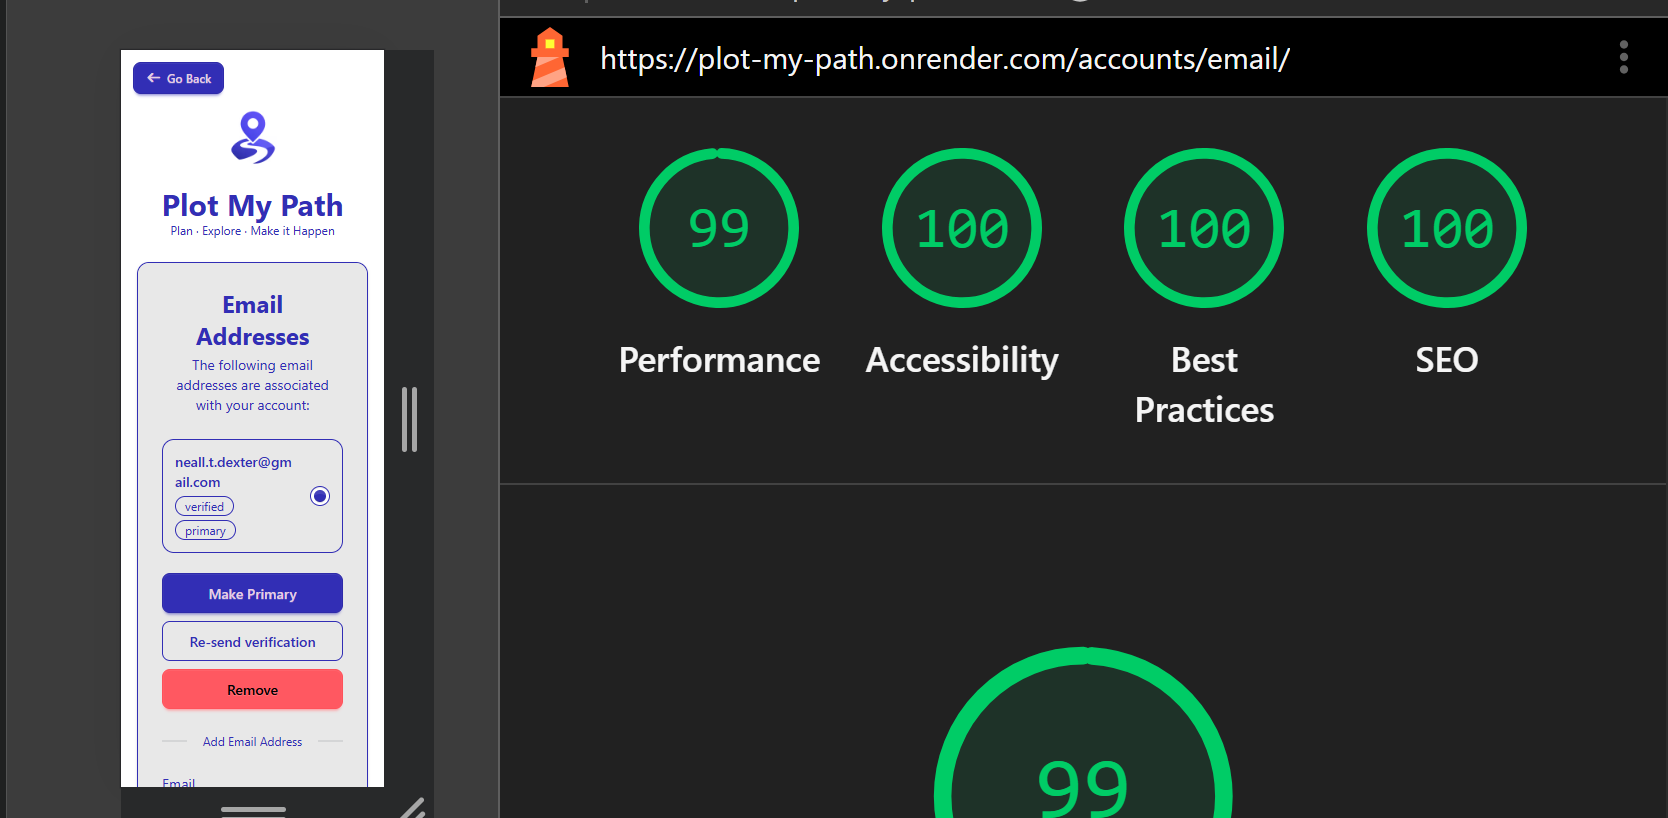 Go Back
Plot My Path
Plan · Explore · Make it Happen
Email
Addresses
The following email
addresses are associated
with your account:
neall.t.dexter@gm
ail.com
verified
primary
Make Primary
Re-send verification
Remove
Add Email Address
Email
https://plot-my-path.onrender.com/accounts/email/
99
100
100
100
Performance
Accessibility
Best
Practices
SEO
99